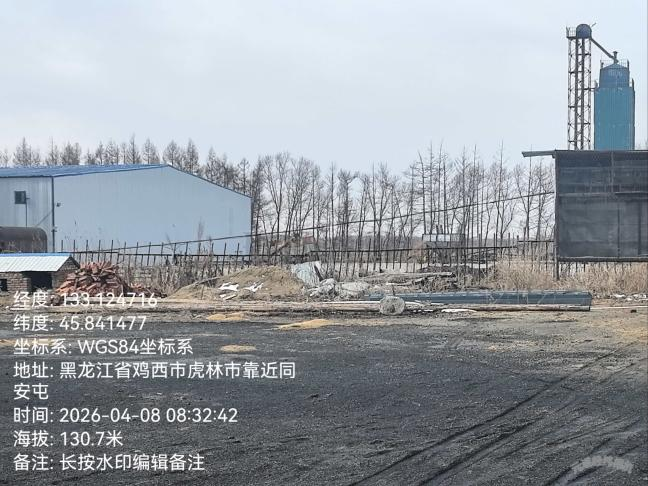 经度: 133.124716
纬度: 45.841477
坐标系: WGS84坐标系
地址: 黑龙江省鸡西市虎林市靠近同
安屯
时间: 2026-04-08 08:32:42
海拔: 130.7米
备注: 长按水印编辑备注